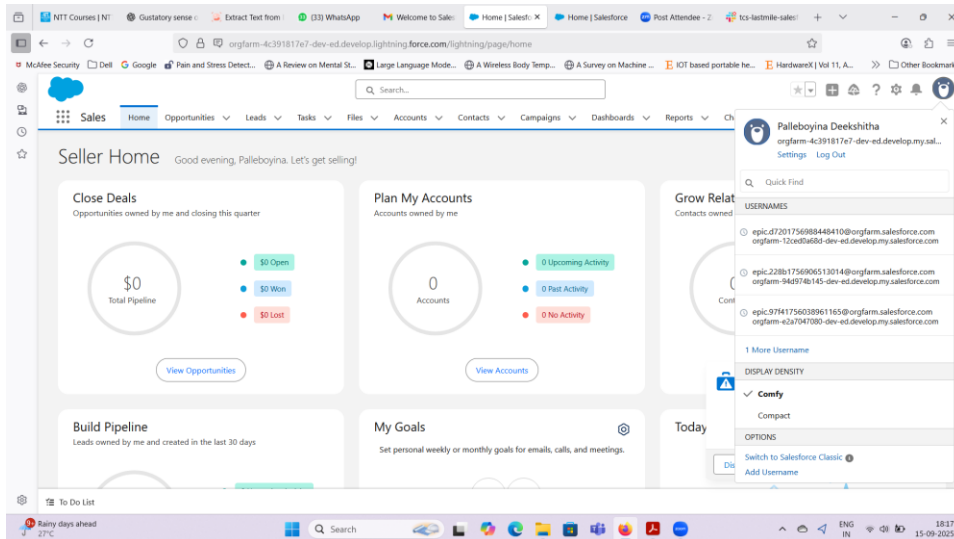 NTT Courses | NT
Gustatory sense o
Extract Text from
(33) WhatsApp
Welcome to Sales
Home | Salesfc
Home | Salesforce
Post Attendee - Z
tcs-lastmile-sales
orgfarm-4c391817e7-dev-ed.develop.lightning.force.com/lightning/page/home
McAfee Security
Dell
Google
Pain and Stress Detect...
A Review on Mental St...
Large Language Mode...
A Wireless Body Temp...
A Survey on Machine ...
IOT based portable he...
HardwareX | Vol 11, A...
Other Bookmark
Search...
Sales
Home
Opportunities
Leads
Tasks
Files
Accounts
Contacts
Campaigns
Dashboards
Reports
Ch
Seller Home
Good evening, Palleboyina. Let's get selling!
Close Deals
Opportunities owned by me and closing this quarter
$0
Total Pipeline
$0 Open
$0 Won
$0 Lost
View Opportunities
Plan My Accounts
Accounts owned by me
0
Accounts
0 Upcoming Activity
0 Past Activity
0 No Activity
View Accounts
Grow Relat
Contacts owned
Cont
Build Pipeline
Leads owned by me and created in the last 30 days
My Goals
Set personal weekly or monthly goals for emails, calls, and meetings.
Today
Dis
Palleboyina Deekshitha
orgfarm-4c391817e7-dev-ed.develop.my.sal...
Settings
Log Out
Quick Find
USERNAMES
epic.d7201756988448410@orgfarm.salesforce.com
orgfarm-12ced0a68d-dev-ed.develop.my.salesforce.com
epic.228b1756906513014@orgfarm.salesforce.com
orgfarm-94d974b145-dev-ed.develop.my.salesforce.com
epic.97f41756038961165@orgfarm.salesforce.com
orgfarm-e2a7047080-dev-ed.develop.my.salesforce.com
1 More Username
DISPLAY DENSITY
Comfy
Compact
OPTIONS
Switch to Salesforce Classic
Add Username
To Do List
Rainy days ahead
27°C
Search
ENG
IN
18:17
15-09-2025